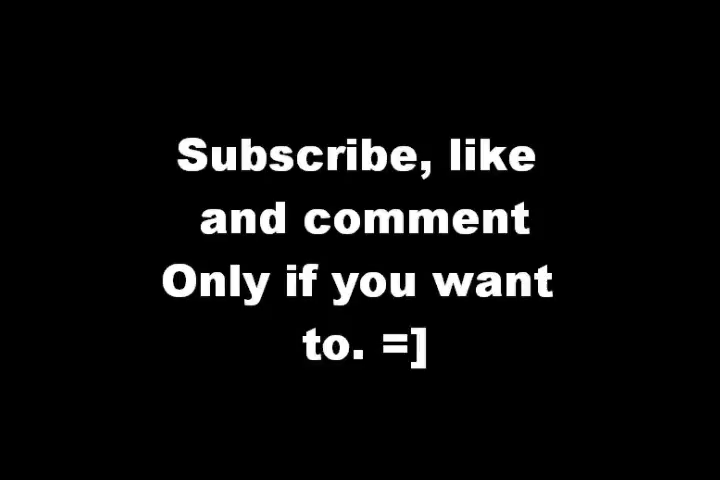 Subscribe, like
and comment
Only if you want
to. =]